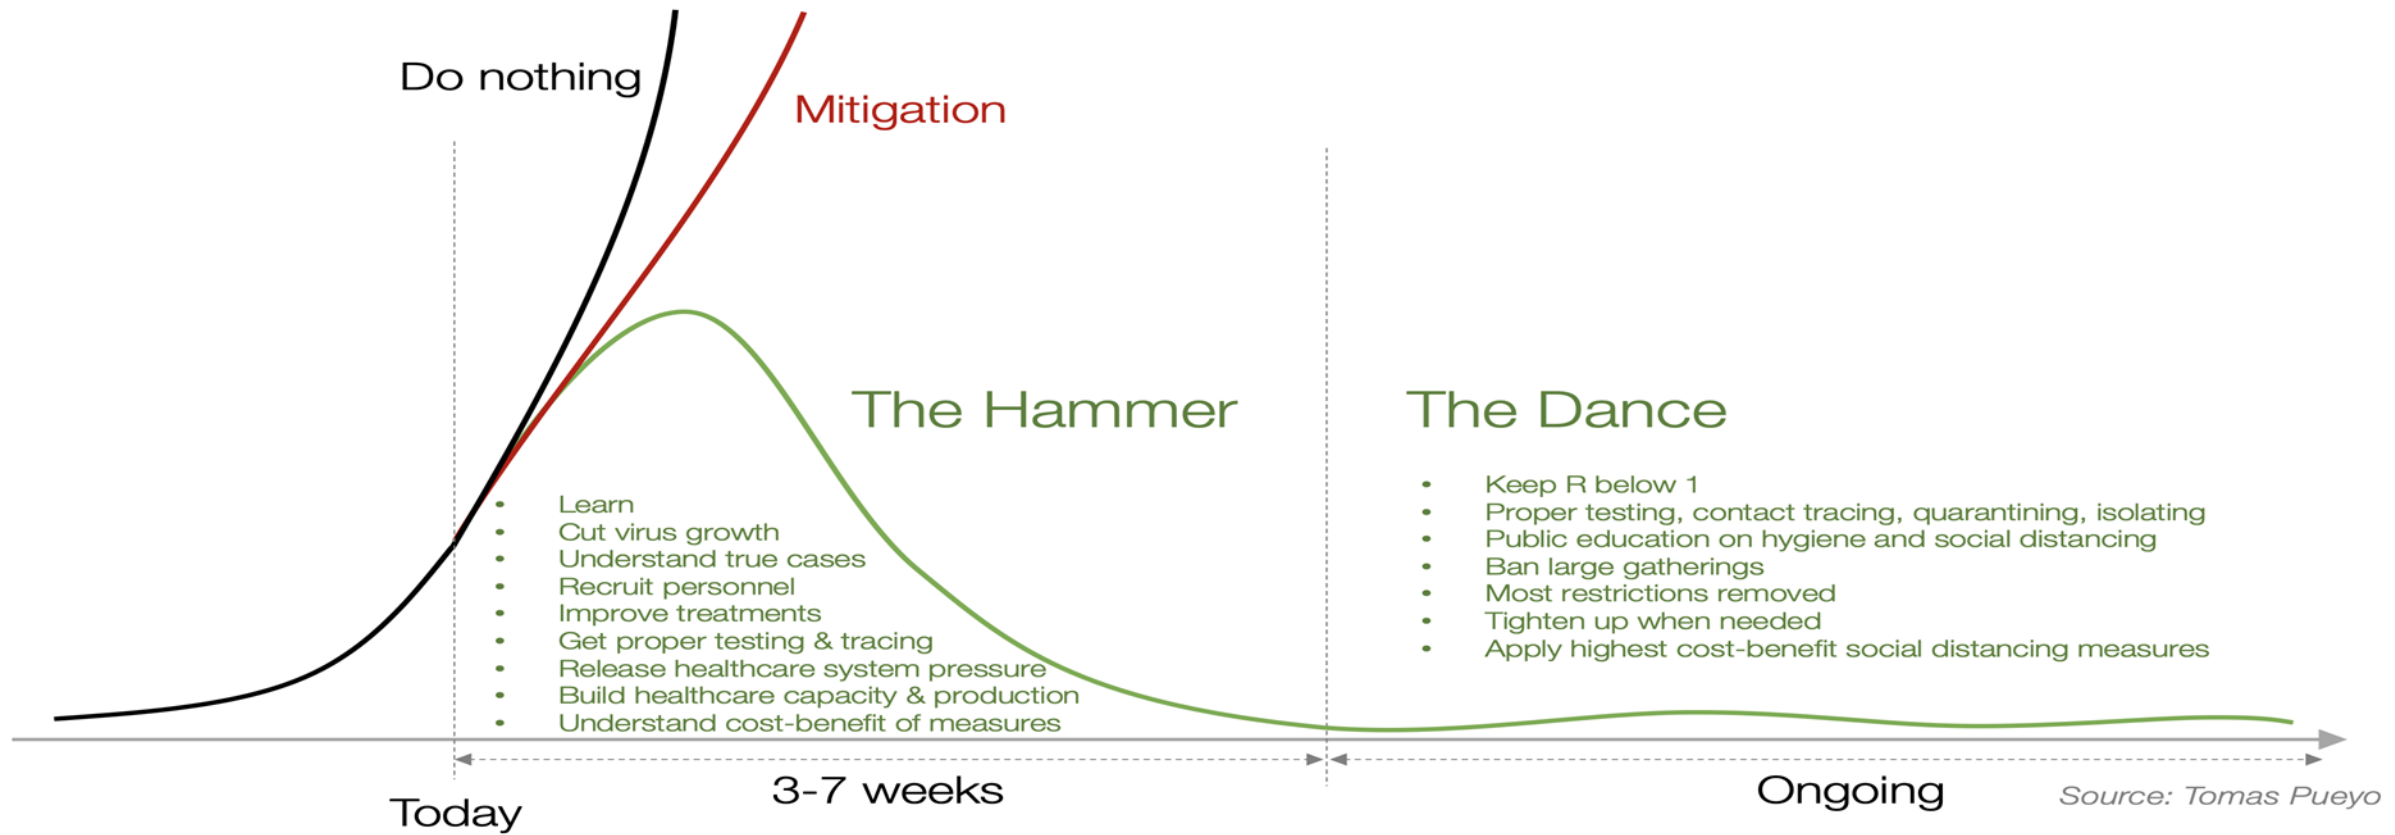 Do nothing
Mitigation
The Hammer
• Learn
• Cut virus growth
• Understand true cases
• Recruit personnel
• Improve treatments
• Get proper testing & tracing
• Release healthcare system pressure
• Build healthcare capacity & production
• Understand cost-benefit of measures
The Dance
• Keep R below 1
• Proper testing, contact tracing, quarantining, isolating
• Public education on hygiene and social distancing
• Ban large gatherings
• Most restrictions removed
• Tighten up when needed
• Apply highest cost-benefit social distancing measures
Today
3-7 weeks
Ongoing
Source: Tomas Pueyo